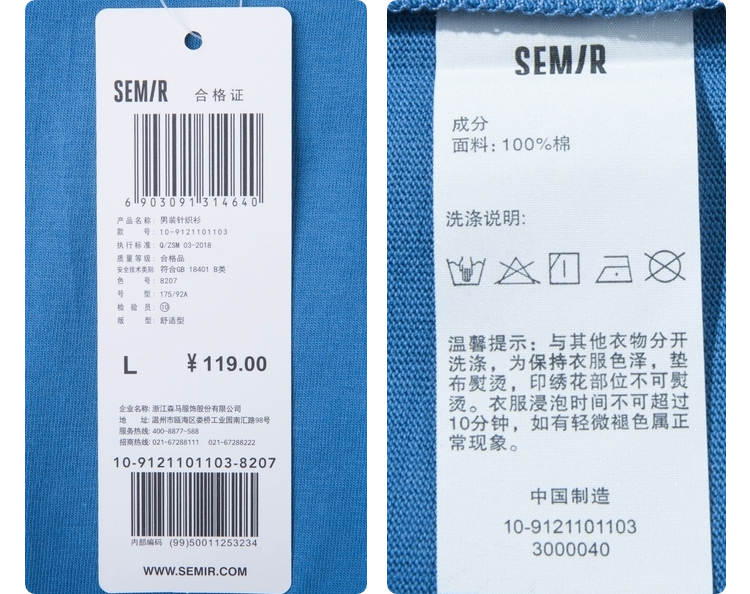 SEMIR 合格证
6 903091 314640
产品名称: 男装针织衫
款 号: 10-9121101103
执行标准: Q/ZSM 03-2018
质量等级: 合格品
安全技术类别: 符合GB 18401 B类
色 号: 8207
号 型: 175/92A
检 验 员: ⑩
版 型: 舒适型
L ¥119.00
企业名称: 浙江森马服饰股份有限公司
地 址: 温州市瓯海区娄桥工业园南汇路98号
服务热线: 400-8877-588
招商热线: 021-67288111 021-67288222
10-9121101103-8207
内部编码 (99)50011253234
WWW.SEMIR.COM
SEMIR
成分
面料: 100%棉
洗涤说明:
温馨提示: 与其他衣物分开
洗涤, 为保持衣服色泽, 垫
布熨烫, 印绣花部位不可熨
烫。衣服浸泡时间不可超过
10分钟, 如有轻微褪色属正
常现象。
中国制造
10-9121101103
3000040